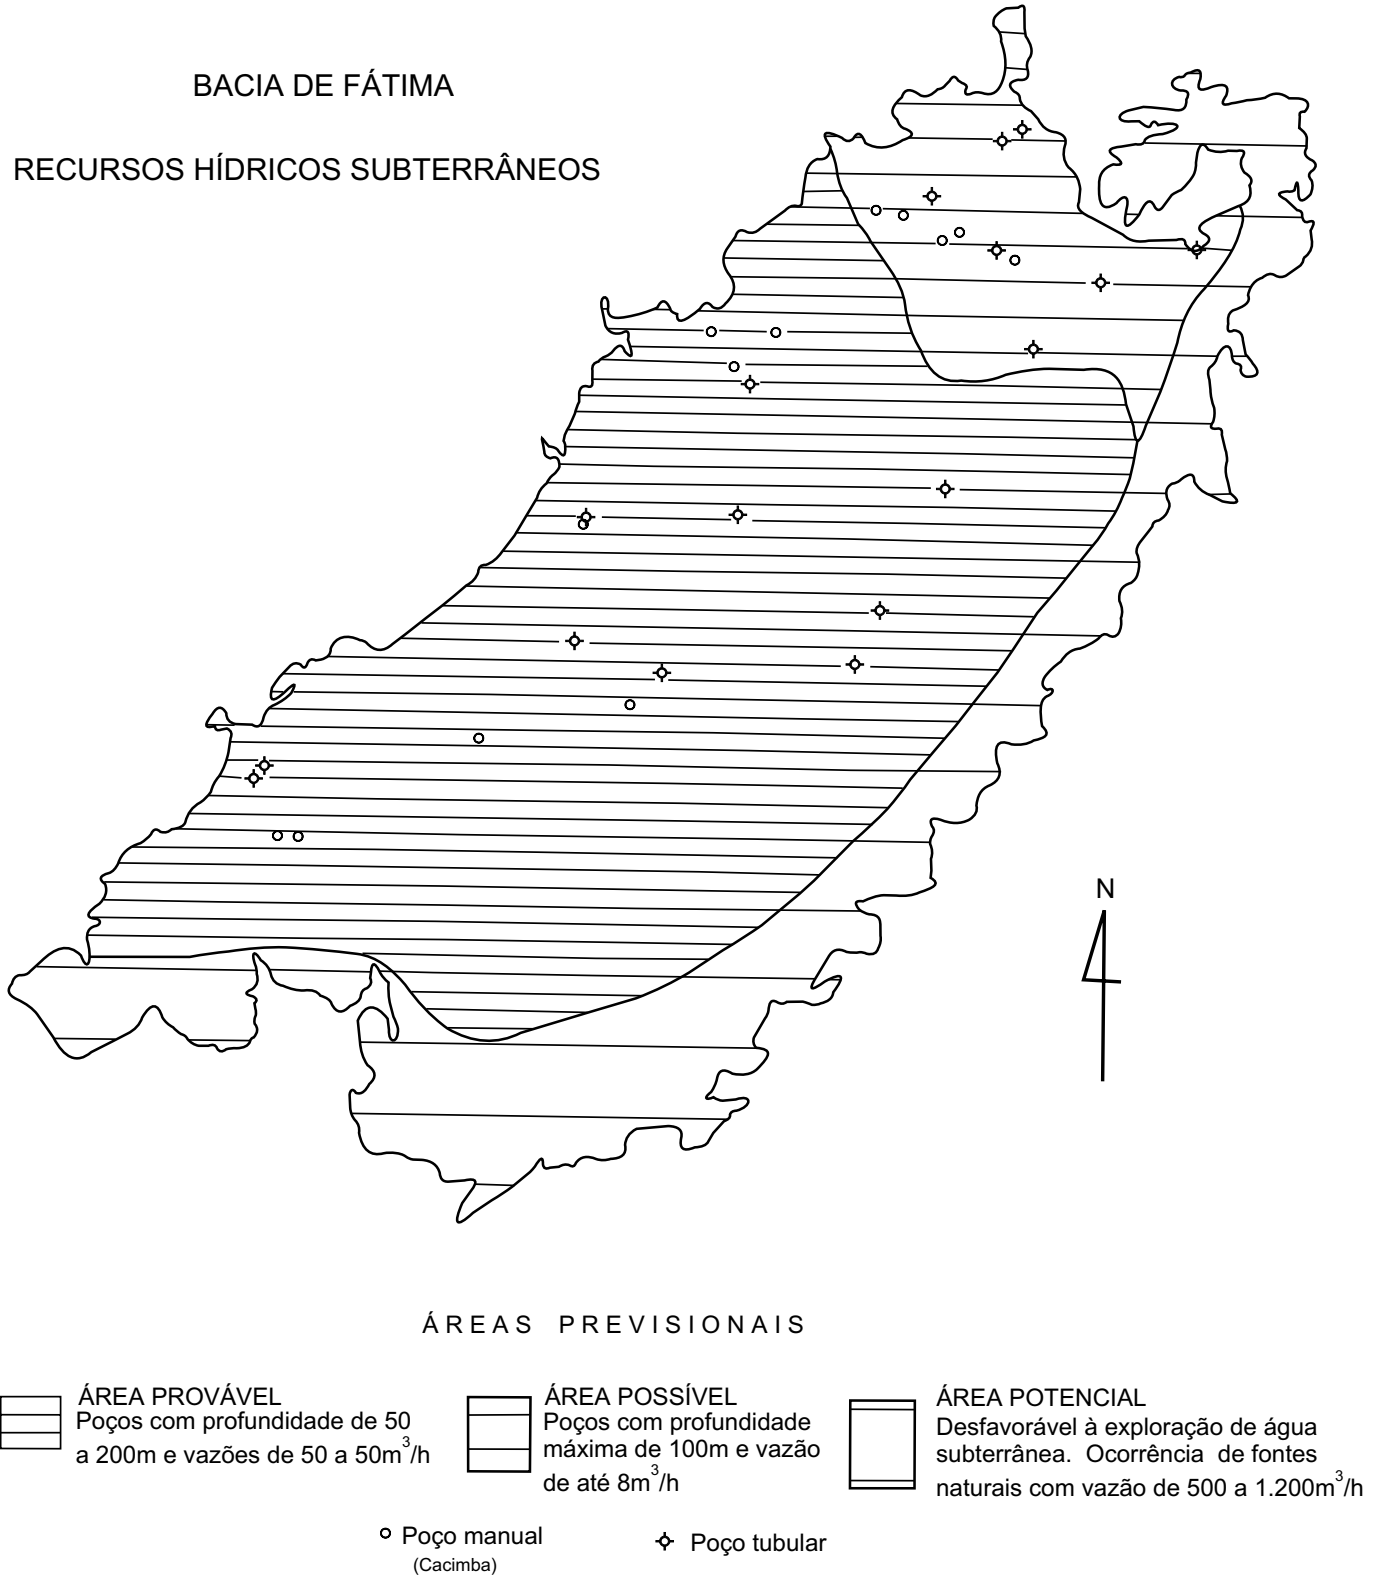 BACIA DE FÁTIMA
RECURSOS HÍDRICOS SUBTERRÂNEOS
N
ÁREAS PREVISIONAIS
ÁREA PROVÁVEL
Poços com profundidade de 50
a 200m e vazões de 50 a 50m³/h
ÁREA POSSÍVEL
Poços com profundidade
máxima de 100m e vazão
de até 8m³/h
ÁREA POTENCIAL
Desfavorável à exploração de água
subterrânea. Ocorrência de fontes
naturais com vazão de 500 a 1.200m³/h
Poço manual
(Cacimba)
Poço tubular